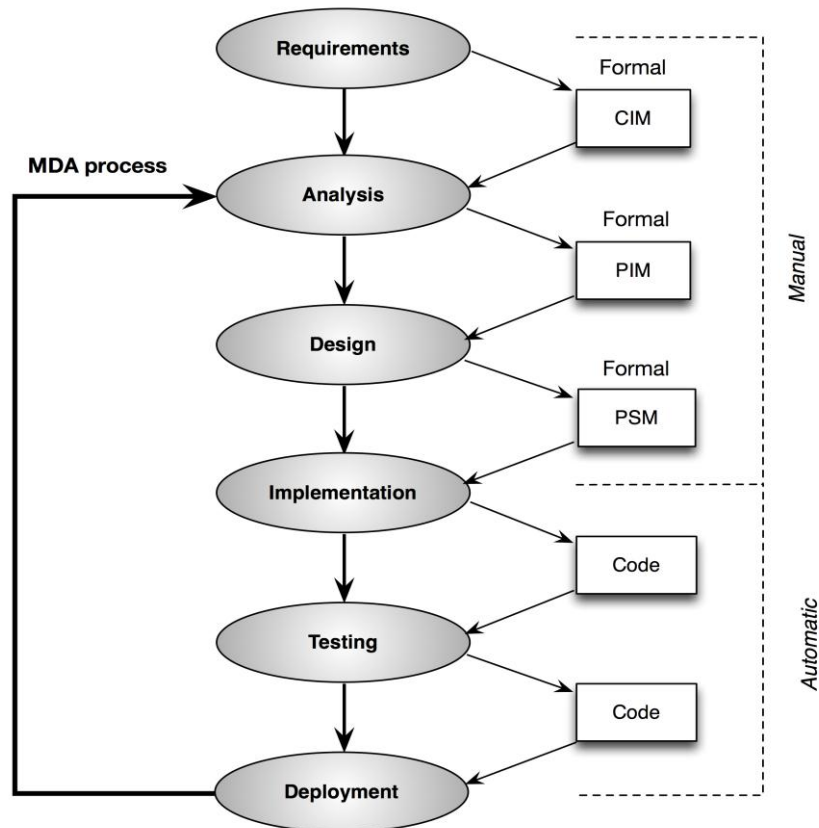 Requirements
Formal
CIM
MDA process
Analysis
Formal
PIM
Manual
Design
Formal
PSM
Implementation
Code
Testing
Automatic
Code
Deployment